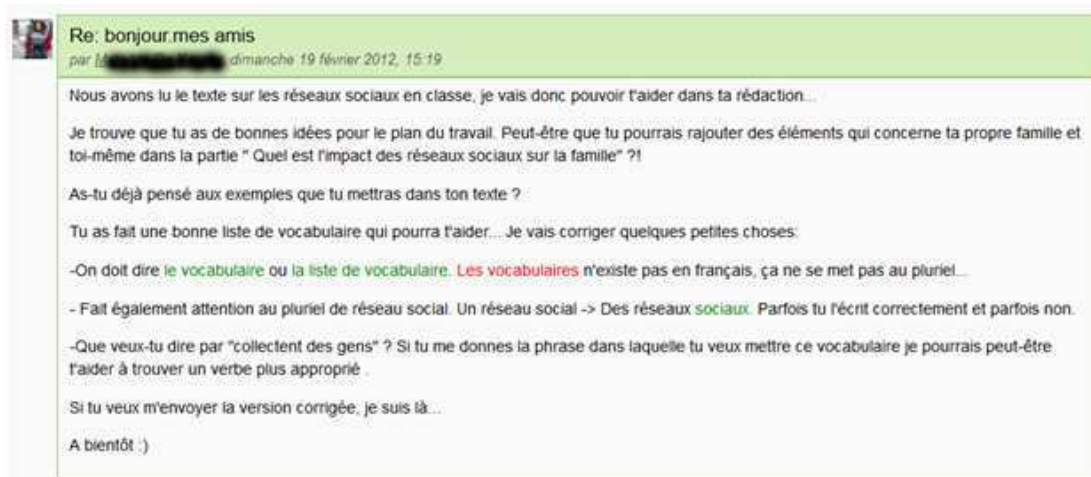 Re: bonjour.mes amis
par M dimanche 19 février 2012, 15:19
Nous avons lu le texte sur les réseaux sociaux en classe, je vais donc pouvoir t'aider dans ta rédaction...
Je trouve que tu as de bonnes idées pour le plan du travail. Peut-être que tu pourrais rajouter des éléments qui concerne ta propre famille et
toi-même dans la partie " Quel est l'impact des réseaux sociaux sur la famille" ?!
As-tu déjà pensé aux exemples que tu mettras dans ton texte ?
Tu as fait une bonne liste de vocabulaire qui pourra t'aider... Je vais corriger quelques petites choses:
-On doit dire le vocabulaire ou la liste de vocabulaire. Les vocabulaires n'existe pas en français, ça ne se met pas au pluriel...
- Fait également attention au pluriel de réseau social. Un réseau social -> Des réseaux sociaux. Parfois tu l'écrit correctement et parfois non.
-Que veux-tu dire par "collectent des gens" ? Si tu me donnes la phrase dans laquelle tu veux mettre ce vocabulaire je pourrais peut-être
t'aider à trouver un verbe plus approprié .
Si tu veux m'envoyer la version corrigée, je suis là...
A bientôt :)